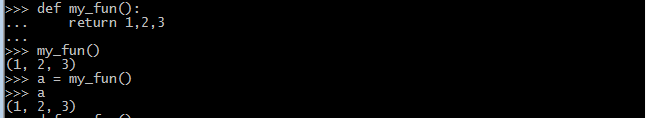 >>> def my_fun():
...     return 1,2,3
...
>>> my_fun()
(1, 2, 3)
>>> a = my_fun()
>>> a
(1, 2, 3)